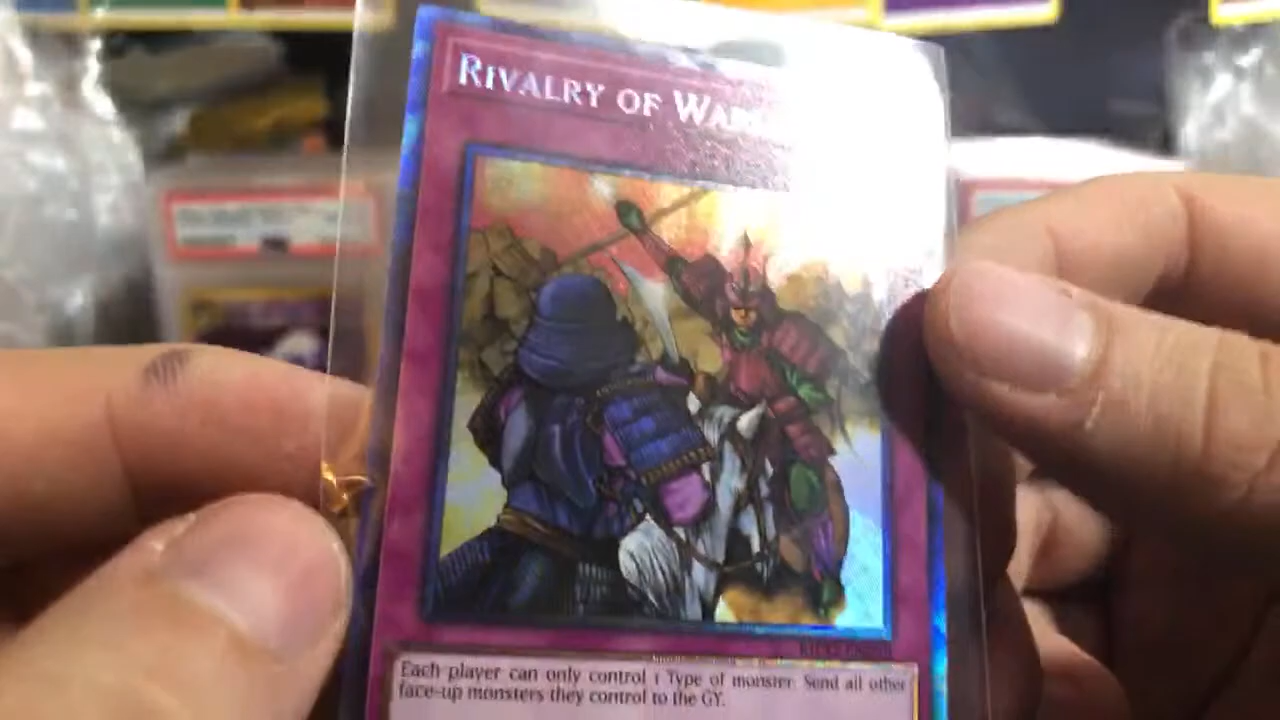 RIVALRY OF WAR
Each player can only control 1 Type of monster. Send all other
face-up monsters they control to the GY.